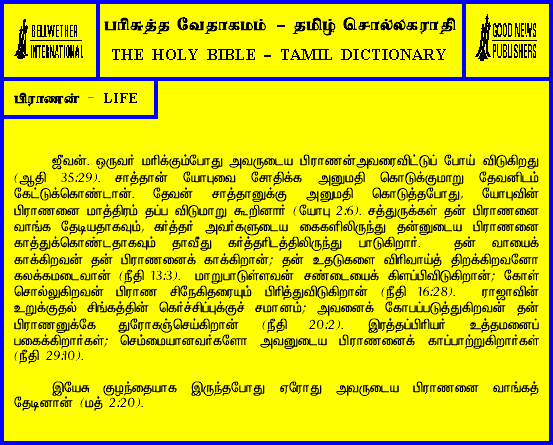 BELLWETHER
INTERNATIONAL
பரிசுத்த வேதாகமம் - தமிழ் சொல்லகராதி
THE HOLY BIBLE - TAMIL DICTIONARY
GOOD NEWS
PUBLISHERS
பிராணன் - LIFE
ஜீவன். ஒருவர் மரிக்கும்போது அவருடைய பிராணன்அவரைவிட்டுப் போய் விடுகிறது
(ஆதி 35:29). சாத்தான் யோபுவை சோதிக்க அனுமதி கொடுக்குமாறு தேவனிடம்
கேட்டுக்கொண்டான். தேவன் சாத்தானுக்கு அனுமதி கொடுத்தபோது, யோபுவின்
பிராணனை மாத்திரம் தப்ப விடுமாறு கூறினார் (யோபு 2:6). சத்துருக்கள் தன் பிராணனை
வாங்க தேடியதாகவும், கர்த்தர் அவர்களுடைய கைகளிலிருந்து தன்னுடைய பிராணனை
காத்துக்கொண்டதாகவும் தாவீது கர்த்தரிடத்திலிருந்து பாடுகிறார். தன் வாயைக்
காக்கிறவன் தன் பிராணனைக் காக்கிறான்; தன் உதடுகளை விரிவாய்த் திறக்கிறவனோ
கலக்கமடைவான் (நீதி 13:3). மாறுபாடுள்ளவன் சண்டையைக் கிளப்பிவிடுகிறான்; கோள்
சொல்லுகிறவன் பிராண சிநேகிதரையும் பிரித்துவிடுகிறான் (நீதி 16:28). ராஜாவின்
உறுக்குதல் சிங்கத்தின் கெர்ச்சிப்புக்குச் சமானம்; அவனைக் கோபப்படுத்துகிறவன் தன்
பிராணனுக்கே துரோகஞ்செய்கிறான் (நீதி 20:2). இரத்தப்பிரியர் உத்தமனைப்
பகைக்கிறார்கள்; செம்மையானவர்களோ அவனுடைய பிராணனைக் காப்பாற்றுகிறார்கள்
(நீதி 29:10).
இயேசு குழந்தையாக இருந்தபோது ஏரோது அவருடைய பிராணனை வாங்கத்
தேடினான் (மத் 2:20).